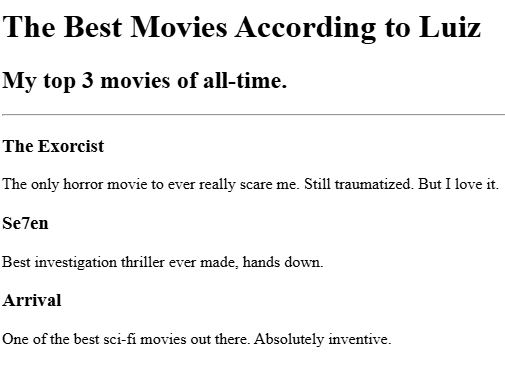 The Best Movies According to Luiz
My top 3 movies of all-time.
The Exorcist
The only horror movie to ever really scare me. Still traumatized. But I love it.
Se7en
Best investigation thriller ever made, hands down.
Arrival
One of the best sci-fi movies out there. Absolutely inventive.